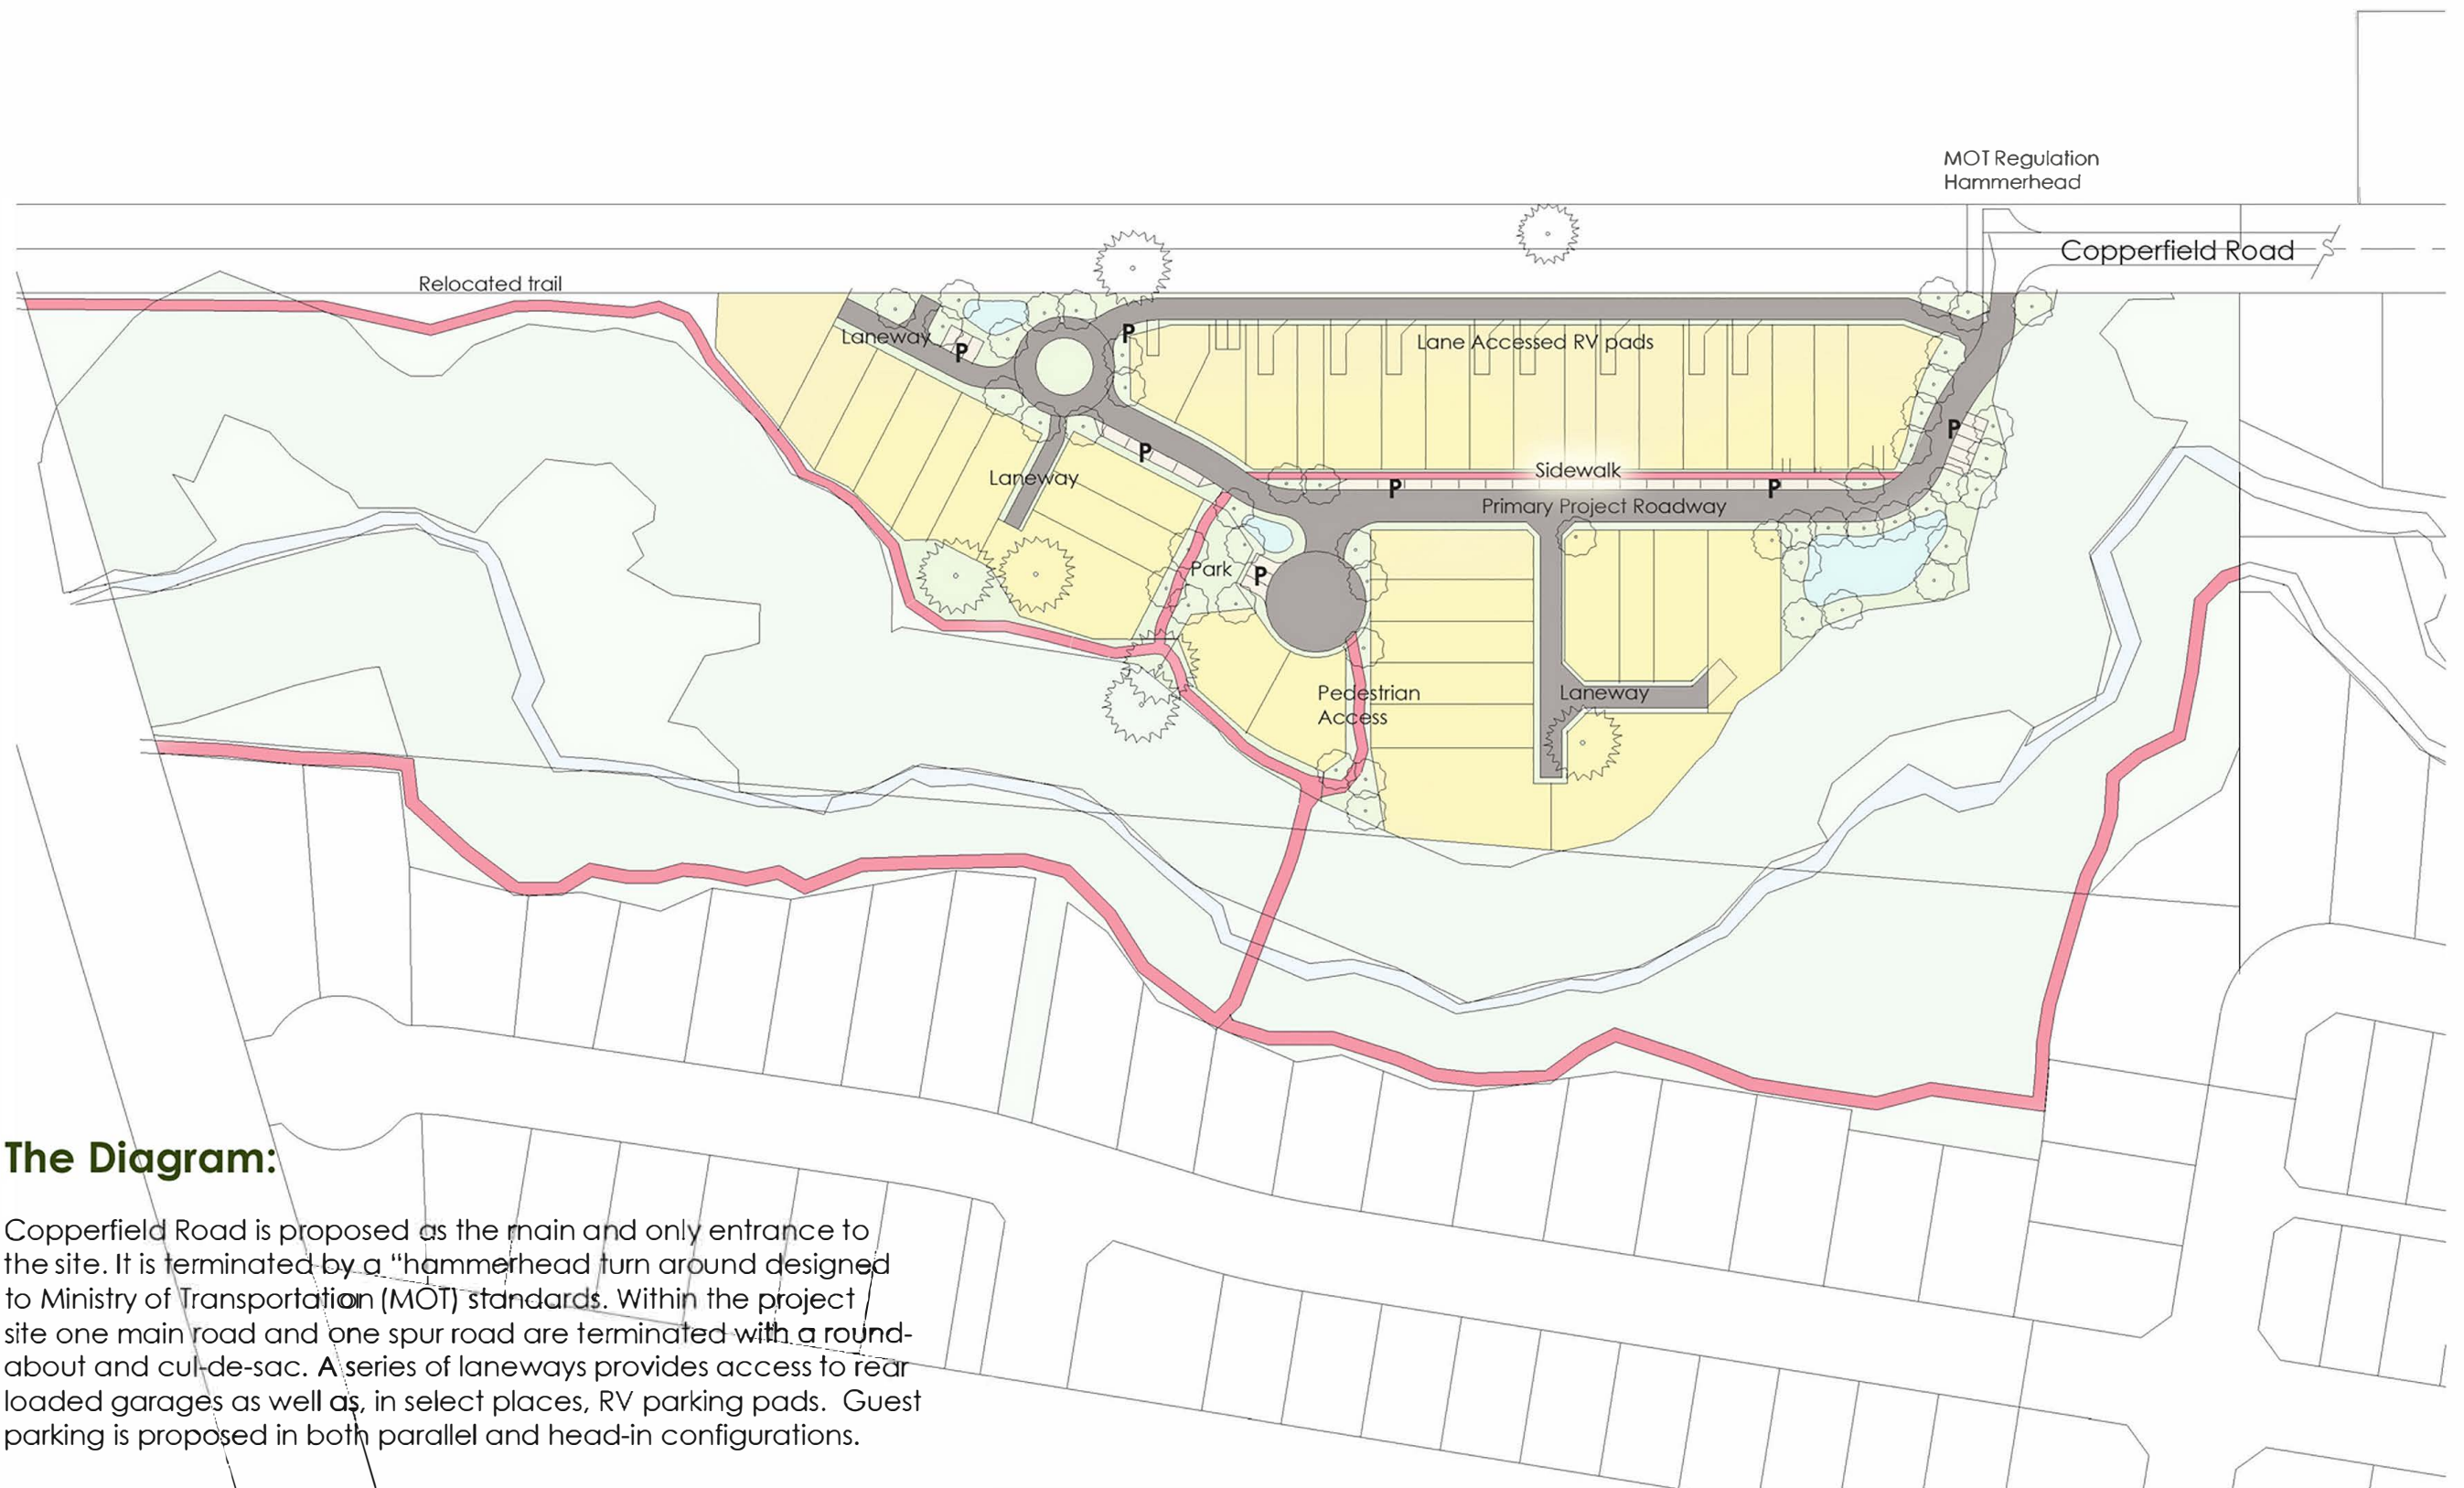 MOT Regulation
Hammerhead
Copperfield Road
S
Relocated trail
Laneway
P
P
Lane Accessed RV pads
P
P
Laneway
Sidewalk
P
P
Primary Project Roadway
Park
P
Pedestrian
Access
Laneway
The Diagram:
Copperfield Road is proposed as the main and only entrance to
the site. It is terminated by a “hammerhead turn around designed
to Ministry of Transportation (MOT) standards. Within the project
site one main road and one spur road are terminated with a round-
about and cul-de-sac. A series of laneways provides access to rear
loaded garages as well as, in select places, RV parking pads. Guest
parking is proposed in both parallel and head-in configurations.